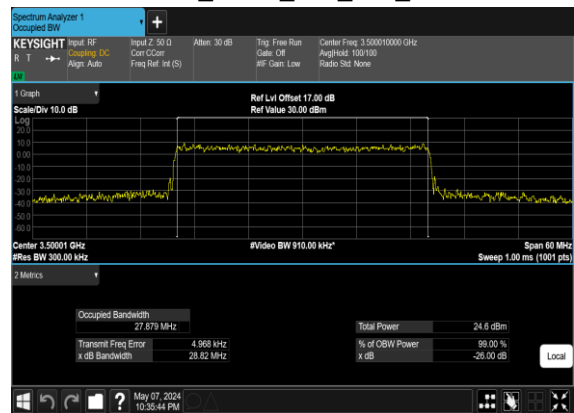 Spectrum Analyzer 1
Occupied BW
+
KEYSIGHT Input: RF Input Z: 50 Ω Atten: 30 dB Trig: Free Run Center Freq: 3.500010000 GHz
R T Coupling: DC Corr CCorr Gate: Off Avg|Hold: 100/100
Align: Auto Freq Ref: Int (S) #IF Gain: Low Radio Std: None
LW
1 Graph
Ref Lvl Offset 17.00 dB
Scale/Div 10.0 dB Ref Value 30.00 dBm
Log
20.0
10.0
0.00
-10.0
-20.0
-30.0
-40.0
-50.0
-60.0
Center 3.50001 GHz #Video BW 910.00 kHz* Span 60 MHz
#Res BW 300.00 kHz Sweep 1.00 ms (1001 pts)
2 Metrics
Occupied Bandwidth
27.879 MHz Total Power 24.6 dBm
Transmit Freq Error 4.968 kHz % of OBW Power 99.00 %
x dB Bandwidth 28.82 MHz x dB -26.00 dB
Local
? May 07, 2024
10:35:44 PM